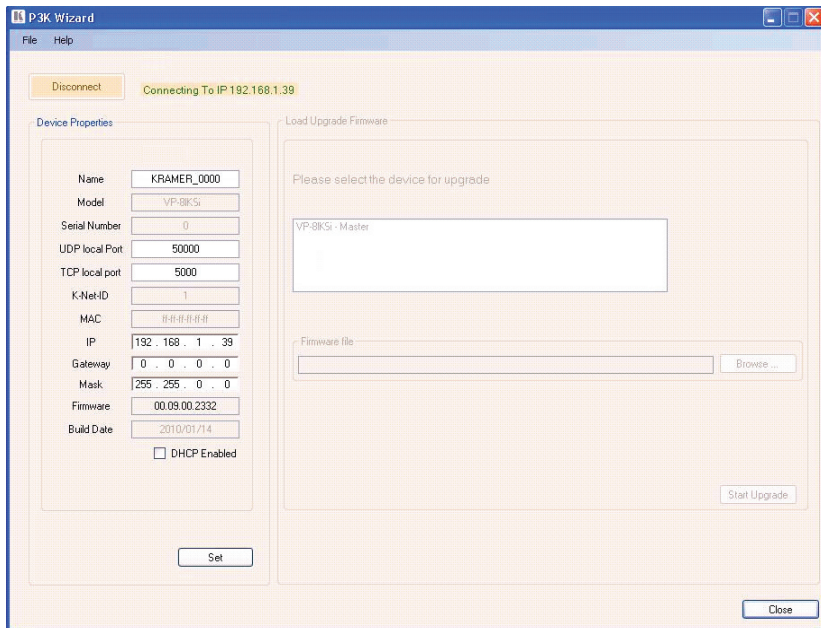 P3K Wizard
File Help
Disconnect
Connecting To IP 192.168.1.39
Device Properties
Name KRAMER_0000
Model VP-8IKSi
Serial Number 0
UDP local Port 50000
TCP local port 5000
K-Net-ID 1
MAC ff-ff-ff-ff-ff-ff
IP 192 . 168 . 1 . 39
Gateway 0 . 0 . 0 . 0
Mask 255 . 255 . 0 . 0
Firmware 00.09.00.2332
Build Date 2010/01/14
DHCP Enabled
Set
Load Upgrade Firmware
Please select the device for upgrade
VP-8IKSi - Master
Firmware file
Browse ...
Start Upgrade
Close